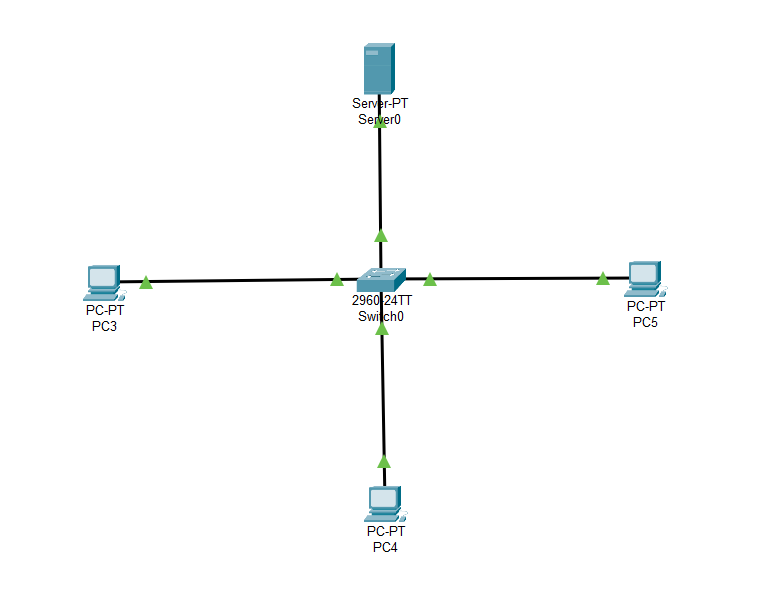 Server-PT
Server0
PC-PT
PC3
2960-24TT
Switch0
PC-PT
PC5
PC-PT
PC4